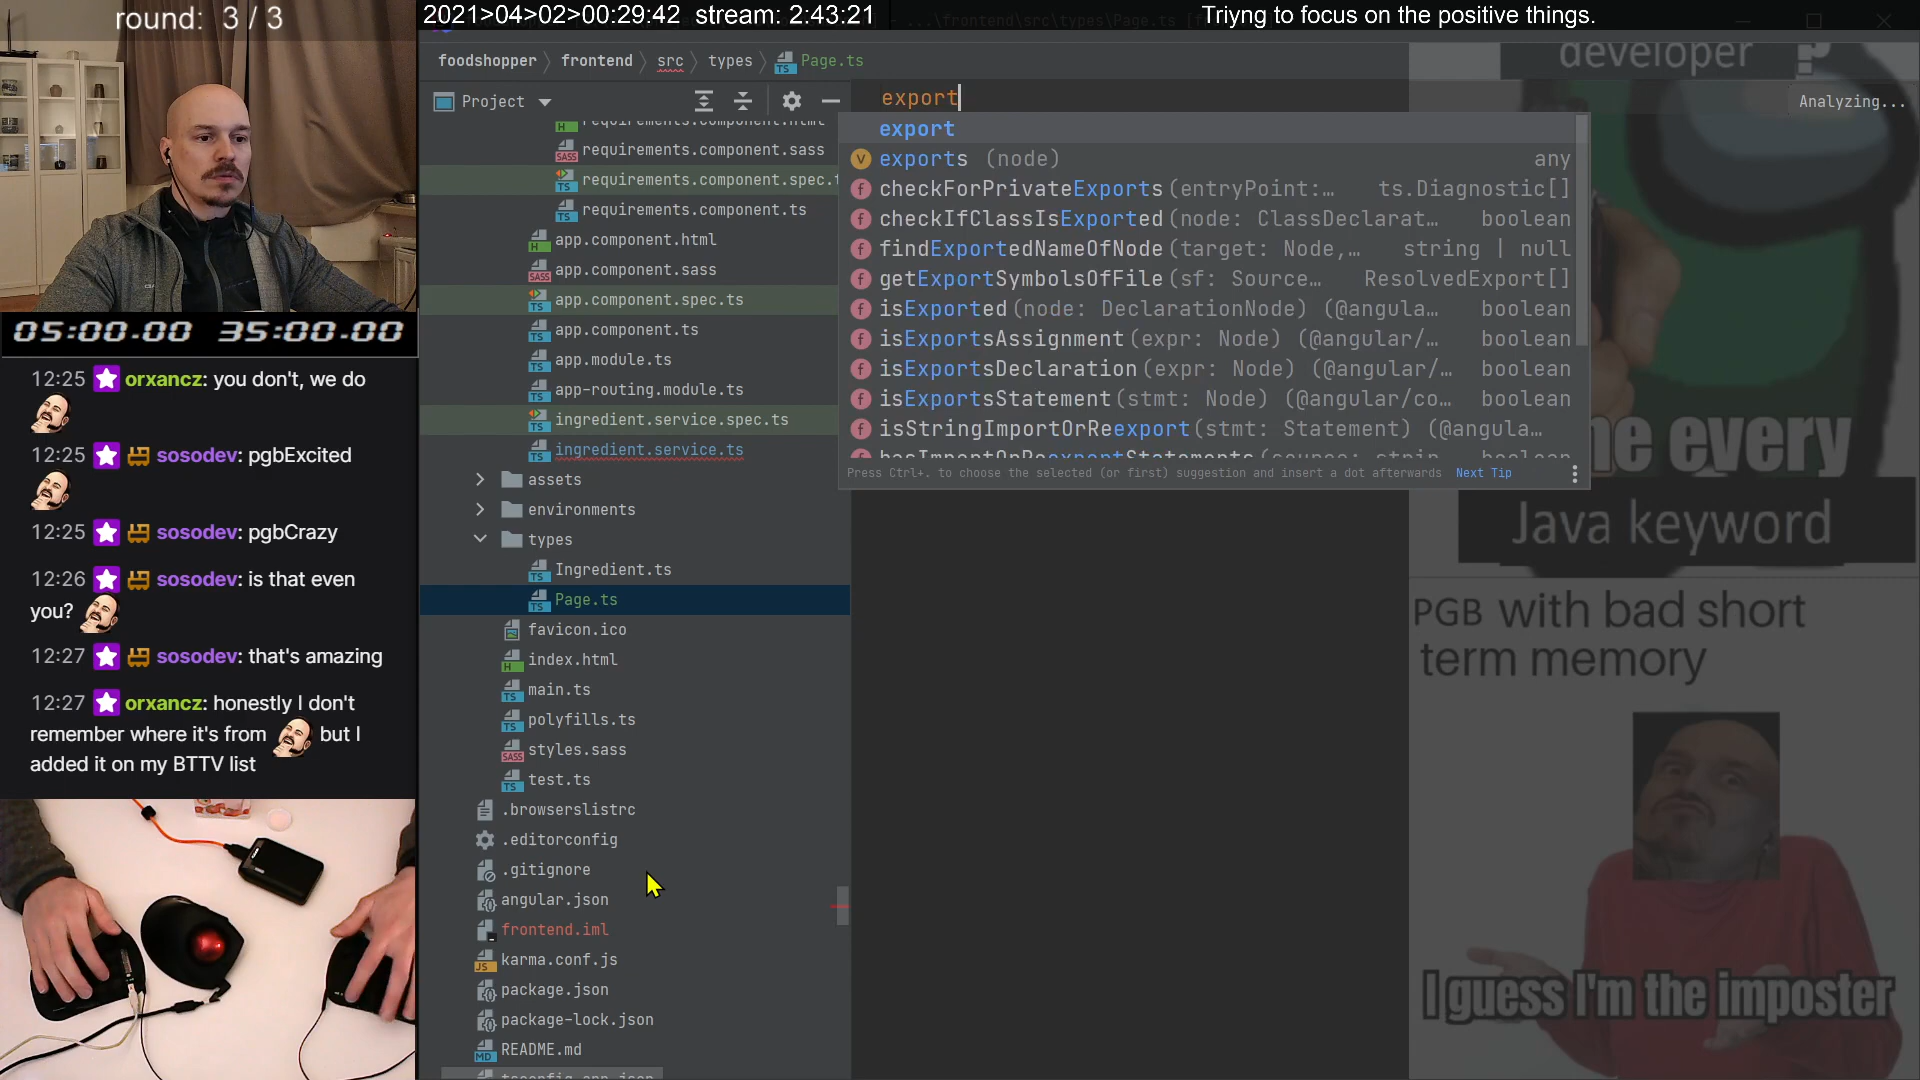 round: 3 / 3
2021>04>02>00:29:42 stream: 2:43:21
Triyng to focus on the positive things.
foodshopper
frontend
src
types
Page.ts
Project
export
Analyzing...
requirements.component.html
requirements.component.sass
requirements.component.spec.t
requirements.component.ts
app.component.html
app.component.sass
app.component.spec.ts
app.component.ts
app.module.ts
app-routing.module.ts
ingredient.service.spec.ts
ingredient.service.ts
assets
environments
types
Ingredient.ts
Page.ts
favicon.ico
index.html
main.ts
polyfills.ts
styles.sass
test.ts
.browserslistrc
.editorconfig
.gitignore
angular.json
frontend.iml
karma.conf.js
package.json
package-lock.json
README.md
tsconfig.app.json
export
exports (node) any
checkForPrivateExports(entryPoint:… ts.Diagnostic[]
checkIfClassIsExported(node: ClassDeclarat… boolean
findExportedNameOfNode(target: Node,… string | null
getExportSymbolsOfFile(sf: Source… ResolvedExport[]
isExported(node: DeclarationNode) (@angula… boolean
isExportsAssignment(expr: Node) (@angular/… boolean
isExportsDeclaration(expr: Node) (@angular/… boolean
isExportsStatement(stmt: Node) (@angular/co… boolean
isStringImportOrReexport(stmt: Statement) (@angula…
Press Ctrl+. to choose the selected (or first) suggestion and insert a dot afterwards Next Tip
05:00.00 35:00.00
12:25 orxancz: you don't, we do
12:25 sosodev: pgbExcited
12:25 sosodev: pgbCrazy
12:26 sosodev: is that even
you?
12:27 sosodev: that's amazing
12:27 orxancz: honestly I don't
remember where it's from but I
added it on my BTTV list
developer ?
me every
Java keyword
PGB with bad short
term memory
I guess I'm the imposter